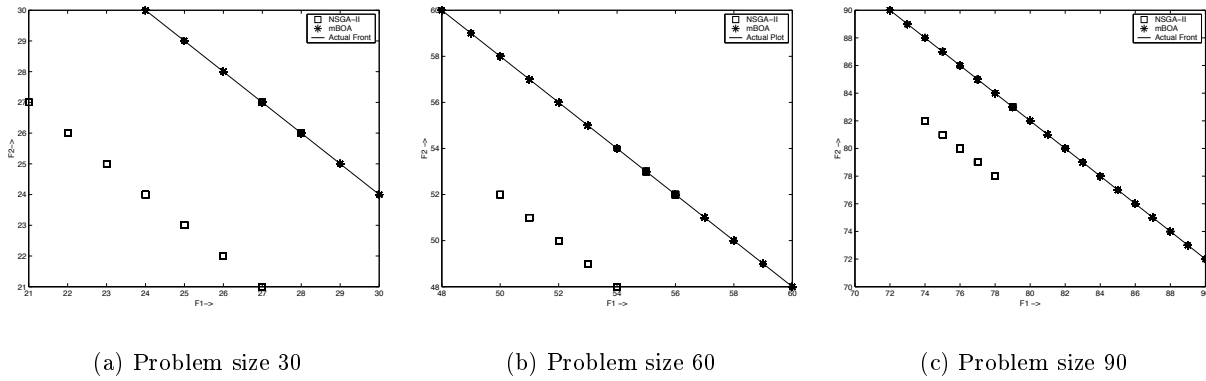 30
29
28
27
26
25
24
23
22
21
F2->
21 22 23 24 25 26 27 28 29 30
F1->
NSGA-II
mBOA
Actual Front
60
58
56
54
52
50
48
F2 ->
48 50 52 54 56 58 60
F1 ->
NSGA-II
mBOA
Actual Plot
90
88
86
84
82
80
78
76
74
72
70
F2 ->
70 72 74 76 78 80 82 84 86 88 90
F1 ->
NSGA-II
mBOA
Actual Front
(a) Problem size 30
(b) Problem size 60
(c) Problem size 90